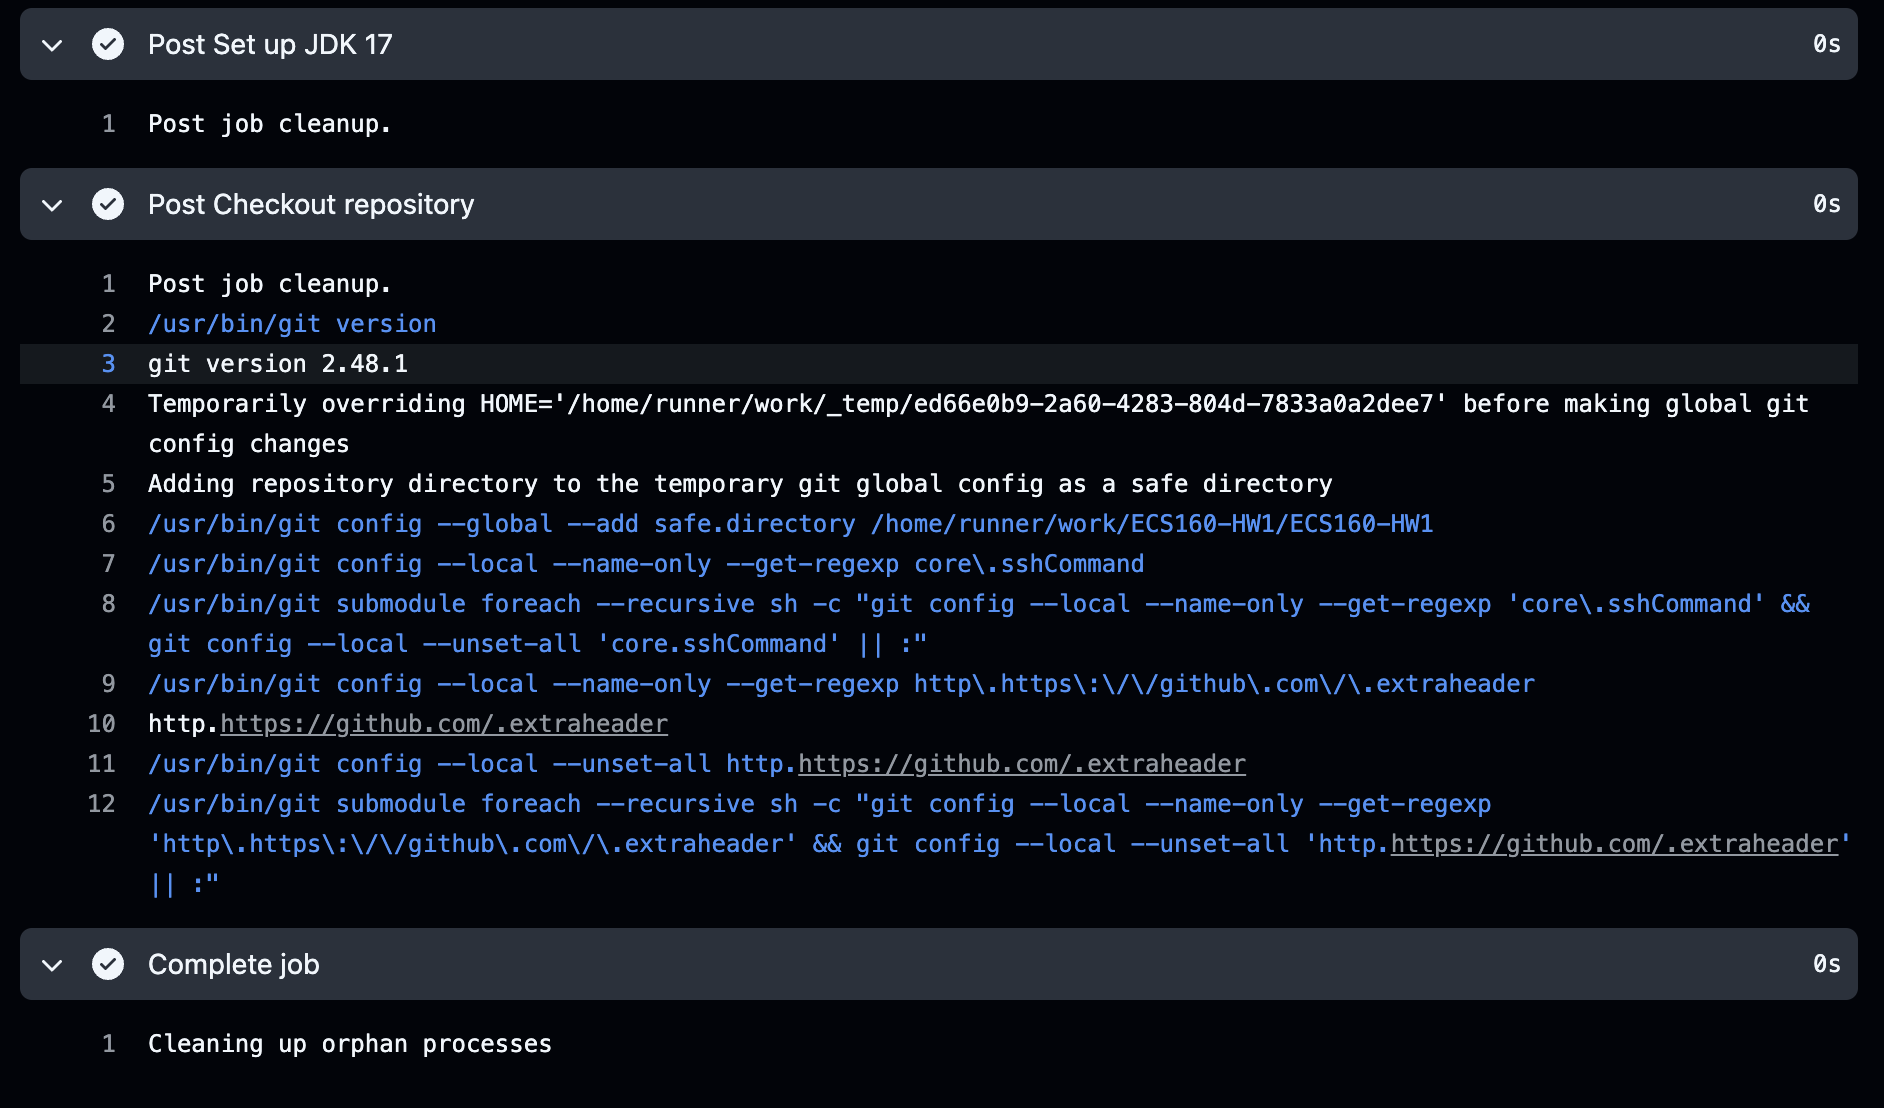 Post Set up JDK 17 0s
1 Post job cleanup.
Post Checkout repository 0s
1 Post job cleanup.
2 /usr/bin/git version
3 git version 2.48.1
4 Temporarily overriding HOME='/home/runner/work/_temp/ed66e0b9-2a60-4283-804d-7833a0a2dee7' before making global git
config changes
5 Adding repository directory to the temporary git global config as a safe directory
6 /usr/bin/git config --global --add safe.directory /home/runner/work/ECS160-HW1/ECS160-HW1
7 /usr/bin/git config --local --name-only --get-regexp core\.sshCommand
8 /usr/bin/git submodule foreach --recursive sh -c "git config --local --name-only --get-regexp 'core\.sshCommand' &&
git config --local --unset-all 'core.sshCommand' || :"
9 /usr/bin/git config --local --name-only --get-regexp http\.https\:\/\/github\.com\/\.extraheader
10 http.https://github.com/.extraheader
11 /usr/bin/git config --local --unset-all http.https://github.com/.extraheader
12 /usr/bin/git submodule foreach --recursive sh -c "git config --local --name-only --get-regexp
'http\.https\:\/\/github\.com\/\.extraheader' && git config --local --unset-all 'http.https://github.com/.extraheader'
|| :"
Complete job 0s
1 Cleaning up orphan processes